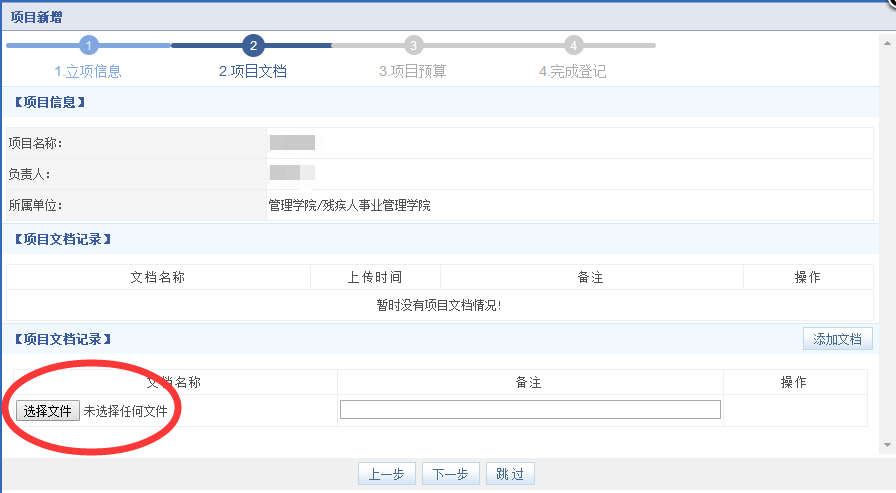 项目新增
1 2 3 4
1.立项信息 2.项目文档 3.项目预算 4.完成登记
【项目信息】
项目名称:
负责人:
所属单位: 管理学院/残疾人事业管理学院
【项目文档记录】
文档名称 上传时间 备注 操作
暂时没有项目文档情况!
【项目文档记录】 添加文档
文档名称 备注 操作
选择文件 未选择任何文件
上一步 下一步 跳 过